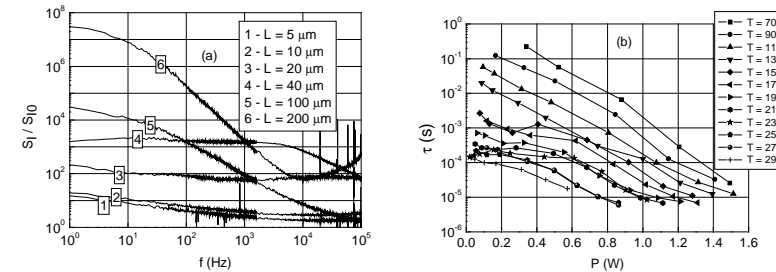 S_I / S_I0
10^8
10^6
10^4
10^2
10^0
10^0 10^1 10^2 10^3 10^4 10^5
f (Hz)
(a)
1 - L = 5 μm
2 - L = 10 μm
3 - L = 20 μm
4 - L = 40 μm
5 - L = 100 μm
6 - L = 200 μm
6
5
4
3
2
1
τ (s)
10^0
10^-1
10^-2
10^-3
10^-4
10^-5
10^-6
0.0 0.2 0.4 0.6 0.8 1.0 1.2 1.4 1.6
P (W)
(b)
T = 70
T = 90
T = 11
T = 13
T = 15
T = 17
T = 19
T = 21
T = 23
T = 25
T = 27
T = 29